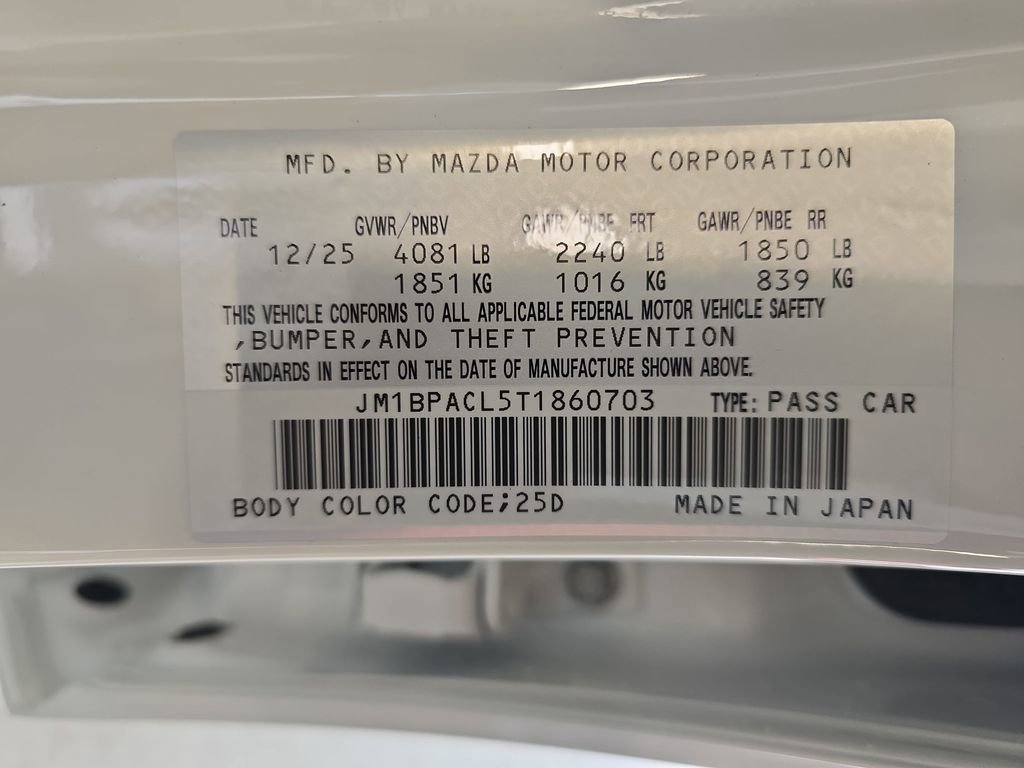 MFD. BY MAZDA MOTOR CORPORATION
DATE GVWR/PNBV GAWR/PNBE FRT GAWR/PNBE RR
12/25 4081 LB 2240 LB 1850 LB
1851 KG 1016 KG 839 KG
THIS VEHICLE CONFORMS TO ALL APPLICABLE FEDERAL MOTOR VEHICLE SAFETY
,BUMPER,AND THEFT PREVENTION
STANDARDS IN EFFECT ON THE DATE OF MANUFACTURE SHOWN ABOVE.
JM1BPACL5T1860703 TYPE: PASS CAR
BODY COLOR CODE;25D MADE IN JAPAN